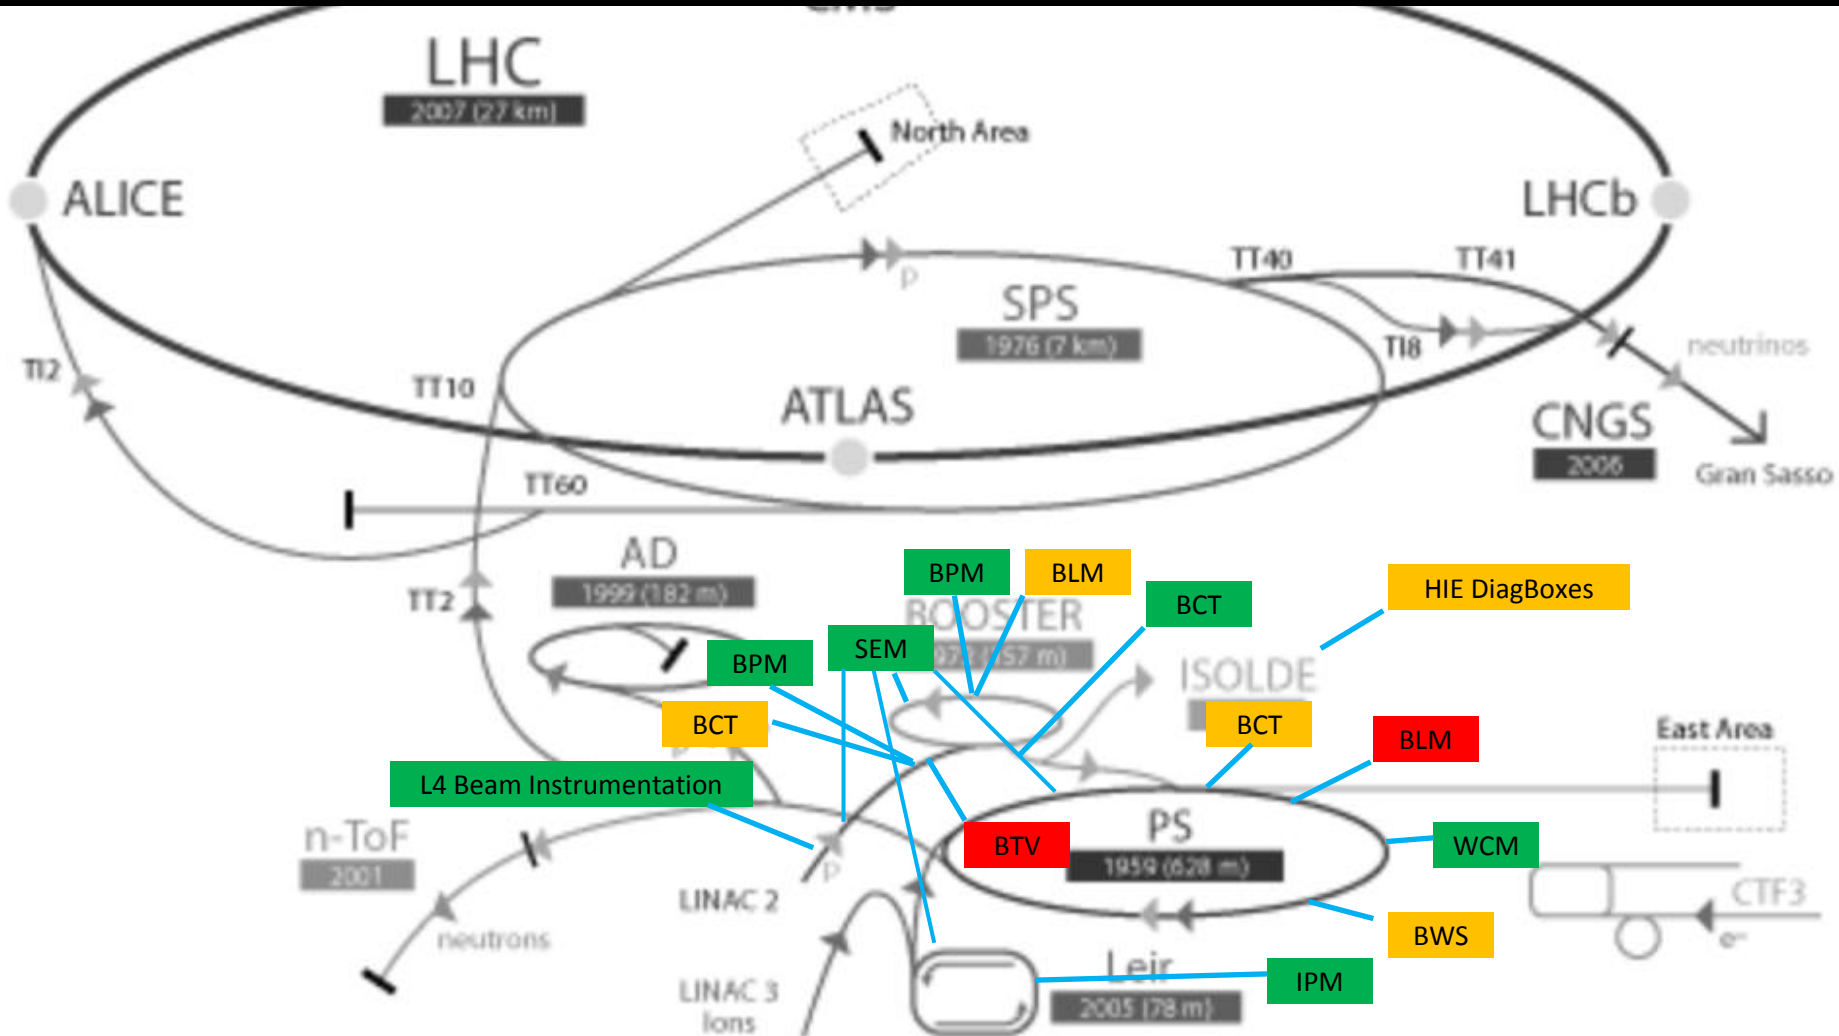 CMS
LHC
2007 (27 km)
North Area
ALICE
LHCb
P
TT40
TT41
SPS
1976 (7 km)
TI8
neutrinos
TI2
TT10
ATLAS
CNGS
2006
Gran Sasso
TT60
AD
1999 (182 m)
TT2
BPM
BLM
BCT
HIE DiagBoxes
BOOSTER
(157 m)
SEM
BPM
ISOLDE
BCT
BCT
BLM
East Area
L4 Beam Instrumentation
n-ToF
2001
PS
1959 (628 m)
BTV
WCM
P
LINAC 2
CTF3
e-
neutrons
BWS
Leir
2005 (78 m)
IPM
LINAC 3
Ions